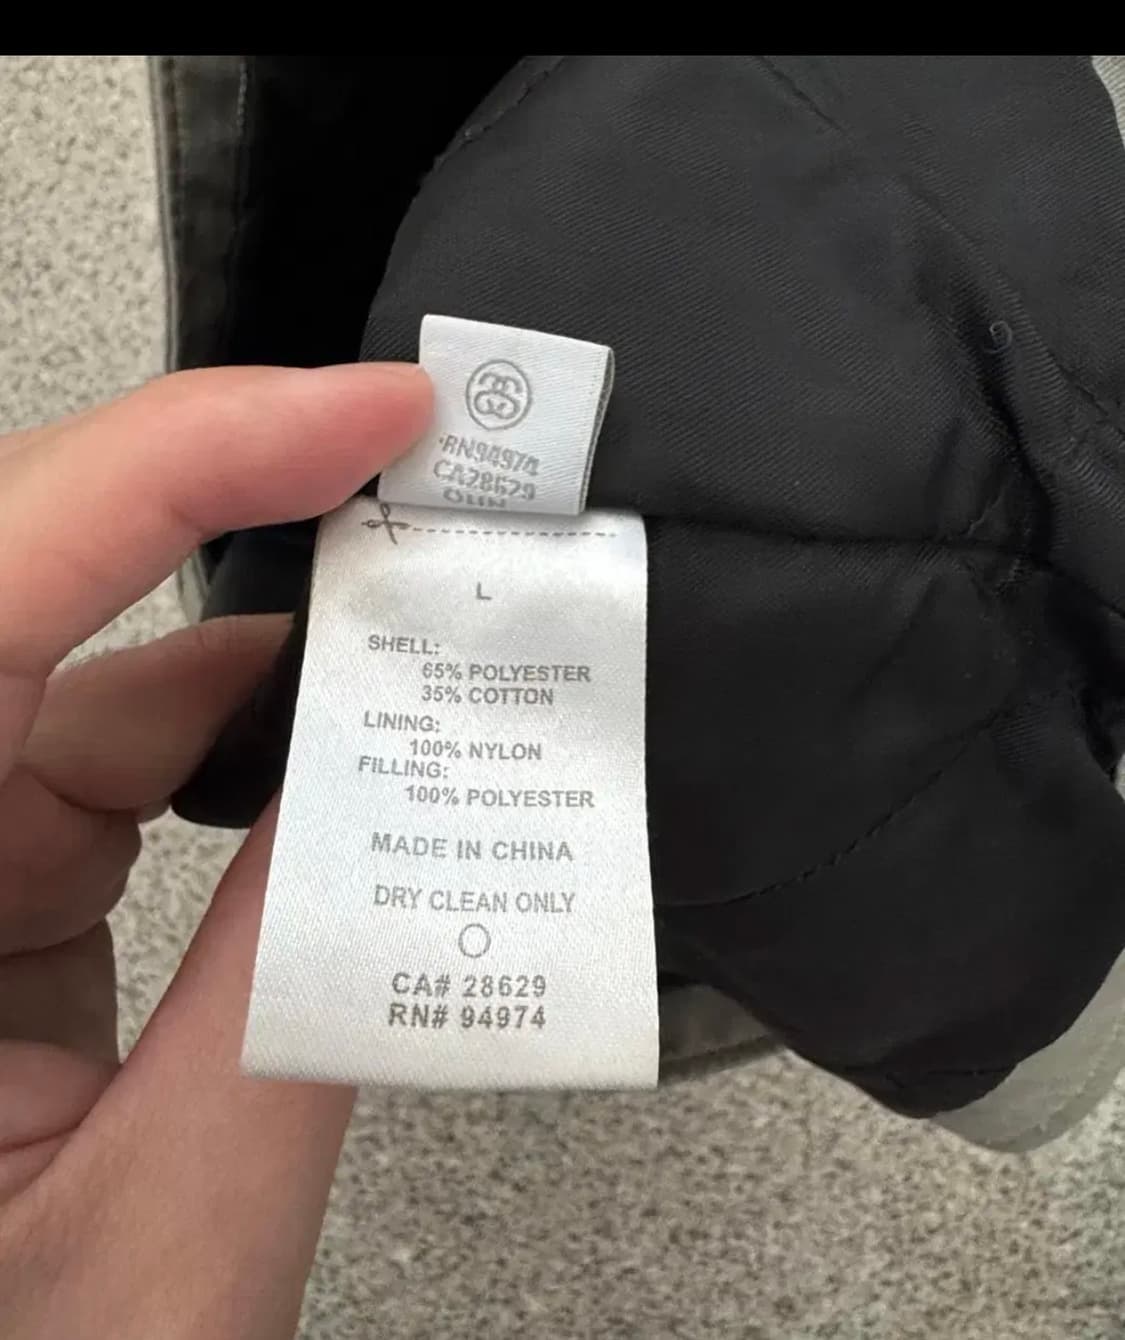 RN94974
CA28629
L
SHELL:
65% POLYESTER
35% COTTON
LINING:
100% NYLON
FILLING:
100% POLYESTER
MADE IN CHINA
DRY CLEAN ONLY
CA# 28629
RN# 94974